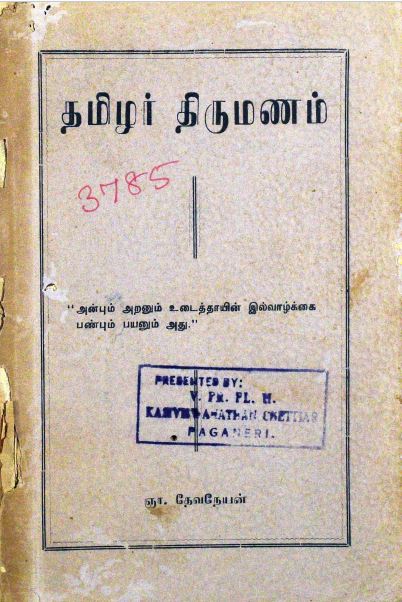 தமிழர் திருமணம்
3785
"அன்பும் அறனும் உடைத்தாயின் இல்வாழ்க்கை
பண்பும் பயனும் அது."
PRESENTED BY:
V. PR. PL. M.
KASIVISWANATHAN CHETTIAR
PAGANERI.
ஞா. தேவநேயன்